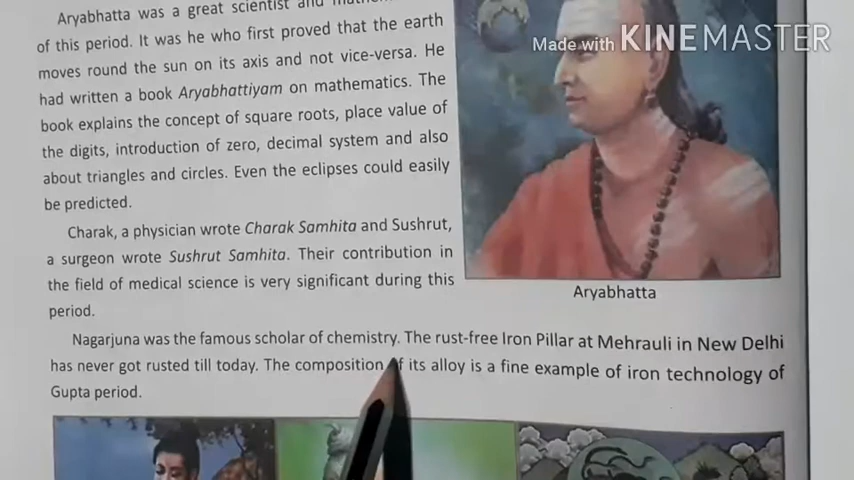 Aryabhatta was a great scientist and
of this period. It was he who first proved that the earth
moves round the sun on its axis and not vice-versa. He
had written a book Aryabhattiyam on mathematics. The
book explains the concept of square roots, place value of
the digits, introduction of zero, decimal system and also
about triangles and circles. Even the eclipses could easily
be predicted.
Charak, a physician wrote Charak Samhita and Sushrut,
a surgeon wrote Sushrut Samhita. Their contribution in
the field of medical science is very significant during this
period.
Nagarjuna was the famous scholar of chemistry. The rust-free Iron Pillar at Mehrauli in New Delhi
has never got rusted till today. The composition of its alloy is a fine example of iron technology of
Gupta period.
Made with KINEMASTER
Aryabhatta